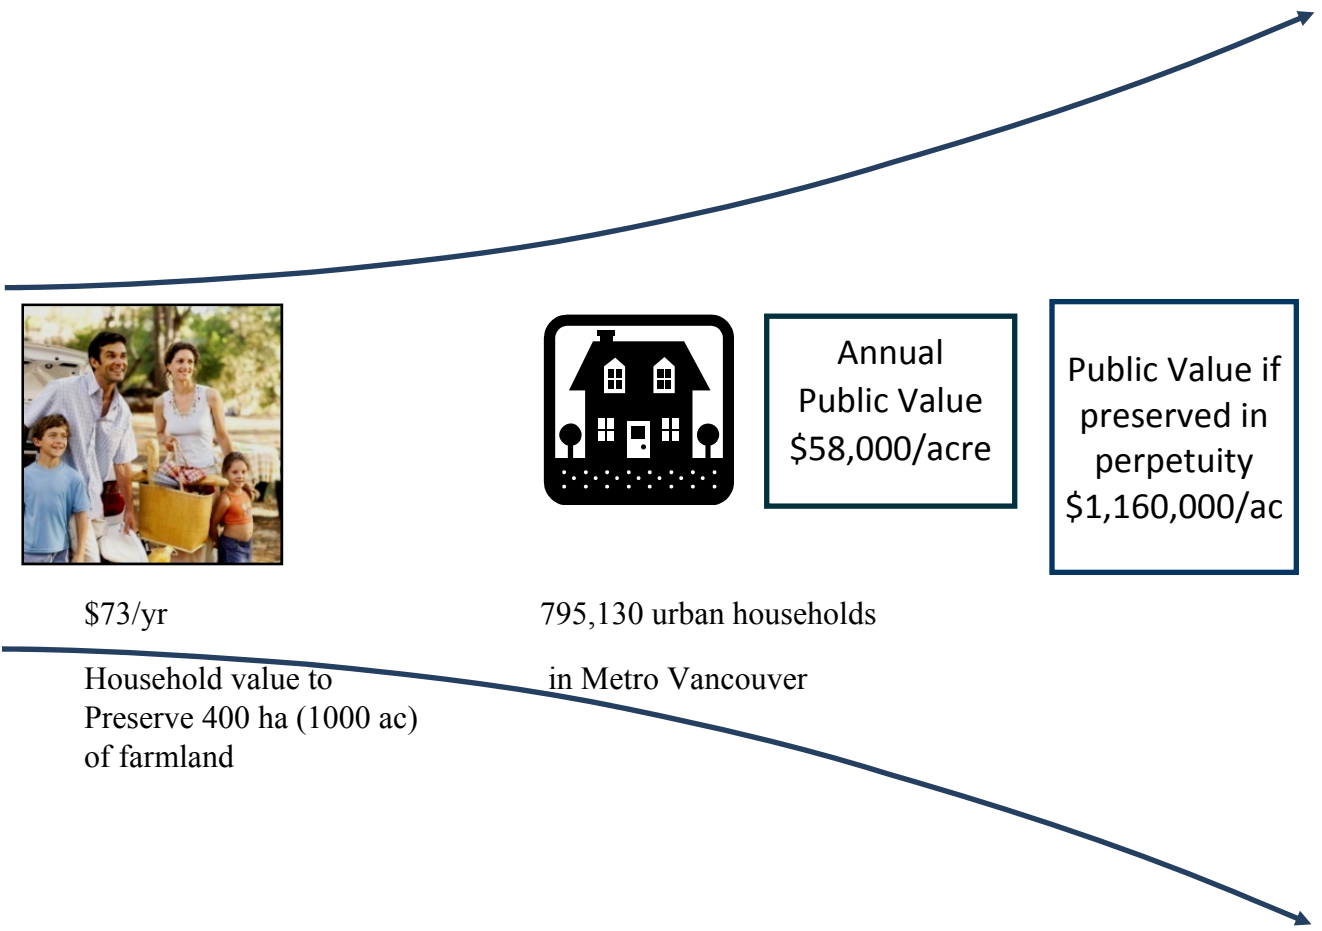 Annual
Public Value
$58,000/acre
Public Value if
preserved in
perpetuity
$1,160,000/ac
$73/yr
795,130 urban households
Household value to
Preserve 400 ha (1000 ac)
of farmland
in Metro Vancouver